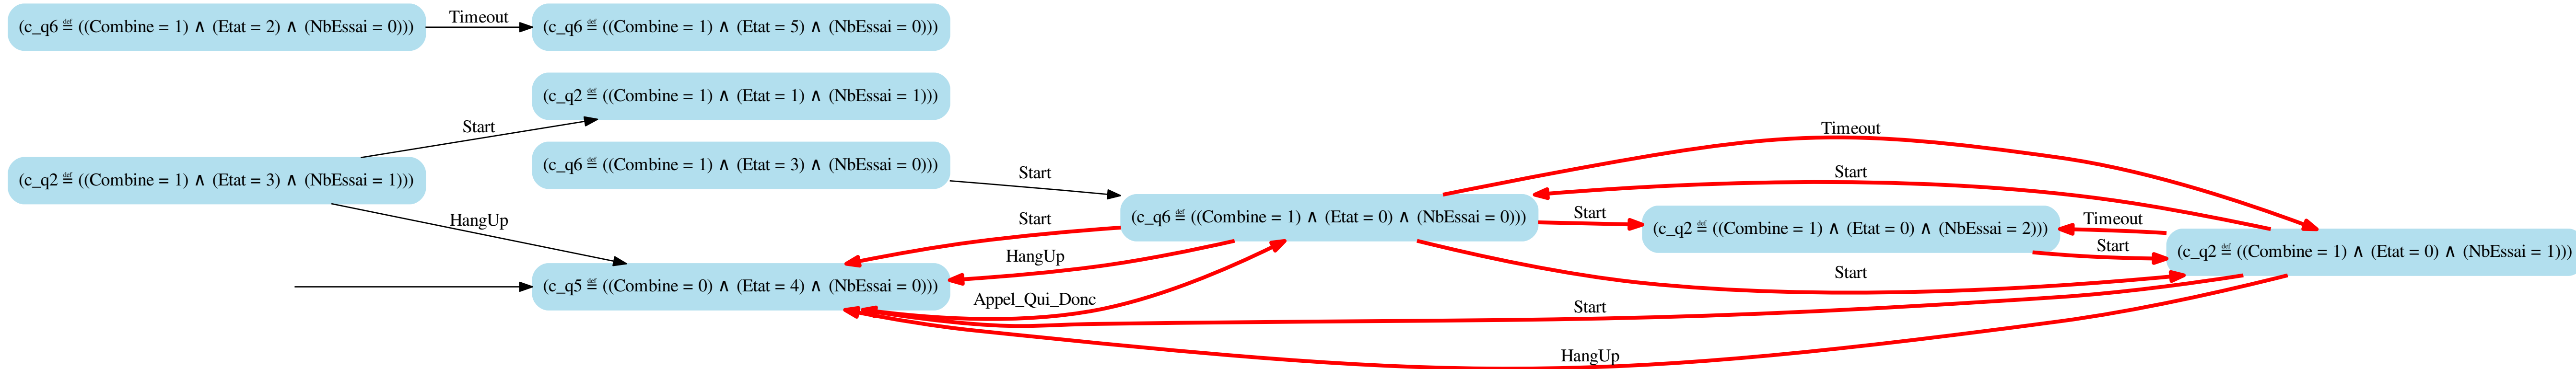 (c_q6 ≝ ((Combine = 1) ∧ (Etat = 2) ∧ (NbEssai = 0)))
Timeout
(c_q6 ≝ ((Combine = 1) ∧ (Etat = 5) ∧ (NbEssai = 0)))
(c_q2 ≝ ((Combine = 1) ∧ (Etat = 1) ∧ (NbEssai = 1)))
Start
(c_q2 ≝ ((Combine = 1) ∧ (Etat = 3) ∧ (NbEssai = 1)))
HangUp
(c_q6 ≝ ((Combine = 1) ∧ (Etat = 3) ∧ (NbEssai = 0)))
Start
(c_q5 ≝ ((Combine = 0) ∧ (Etat = 4) ∧ (NbEssai = 0)))
Start
HangUp
Appel_Qui_Donc
(c_q6 ≝ ((Combine = 1) ∧ (Etat = 0) ∧ (NbEssai = 0)))
Timeout
Start
Start
(c_q2 ≝ ((Combine = 1) ∧ (Etat = 0) ∧ (NbEssai = 2)))
Timeout
Start
(c_q2 ≝ ((Combine = 1) ∧ (Etat = 0) ∧ (NbEssai = 1)))
Start
Start
HangUp